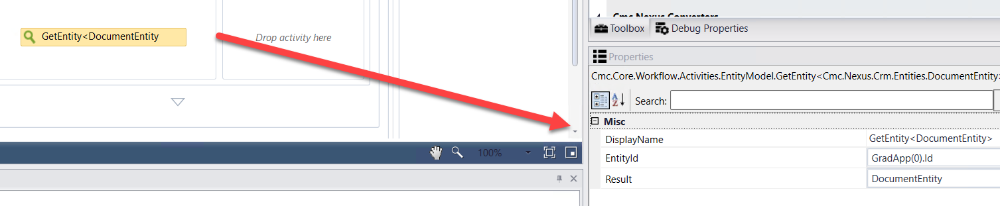 Cmc.Nexus.Converters
Toolbox
Debug Properties
GetEntity<DocumentEntity
Drop activity here
Properties
Cmc.Core.Workflow.Activities.EntityModel.GetEntity<Cmc.Nexus.Crm.Entities.DocumentEntity>
Search:
Misc
DisplayName
GetEntity<DocumentEntity>
EntityId
GradApp(0).Id
Result
DocumentEntity
100%